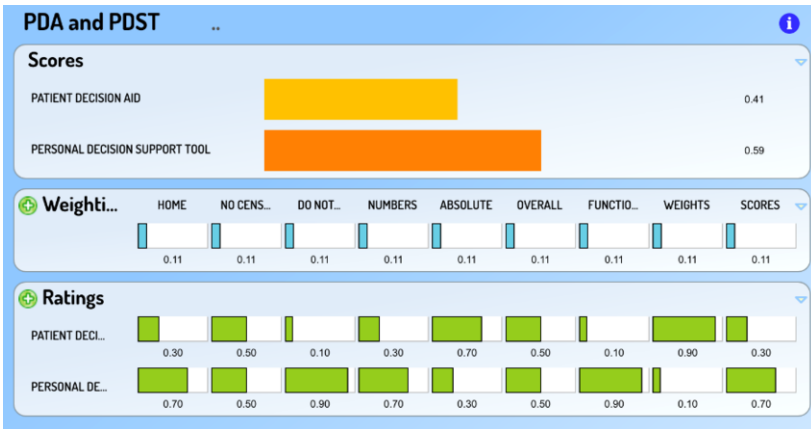 PDA and PDST ..
i
Scores
PATIENT DECISION AID 0.41
PERSONAL DECISION SUPPORT TOOL 0.59
Weighti... HOME NO CENS... DO NOT... NUMBERS ABSOLUTE OVERALL FUNCTIO... WEIGHTS SCORES
0.11 0.11 0.11 0.11 0.11 0.11 0.11 0.11 0.11
Ratings
PATIENT DECI...
0.30 0.50 0.10 0.30 0.70 0.50 0.10 0.90 0.30
PERSONAL DE...
0.70 0.50 0.90 0.70 0.30 0.50 0.90 0.10 0.70